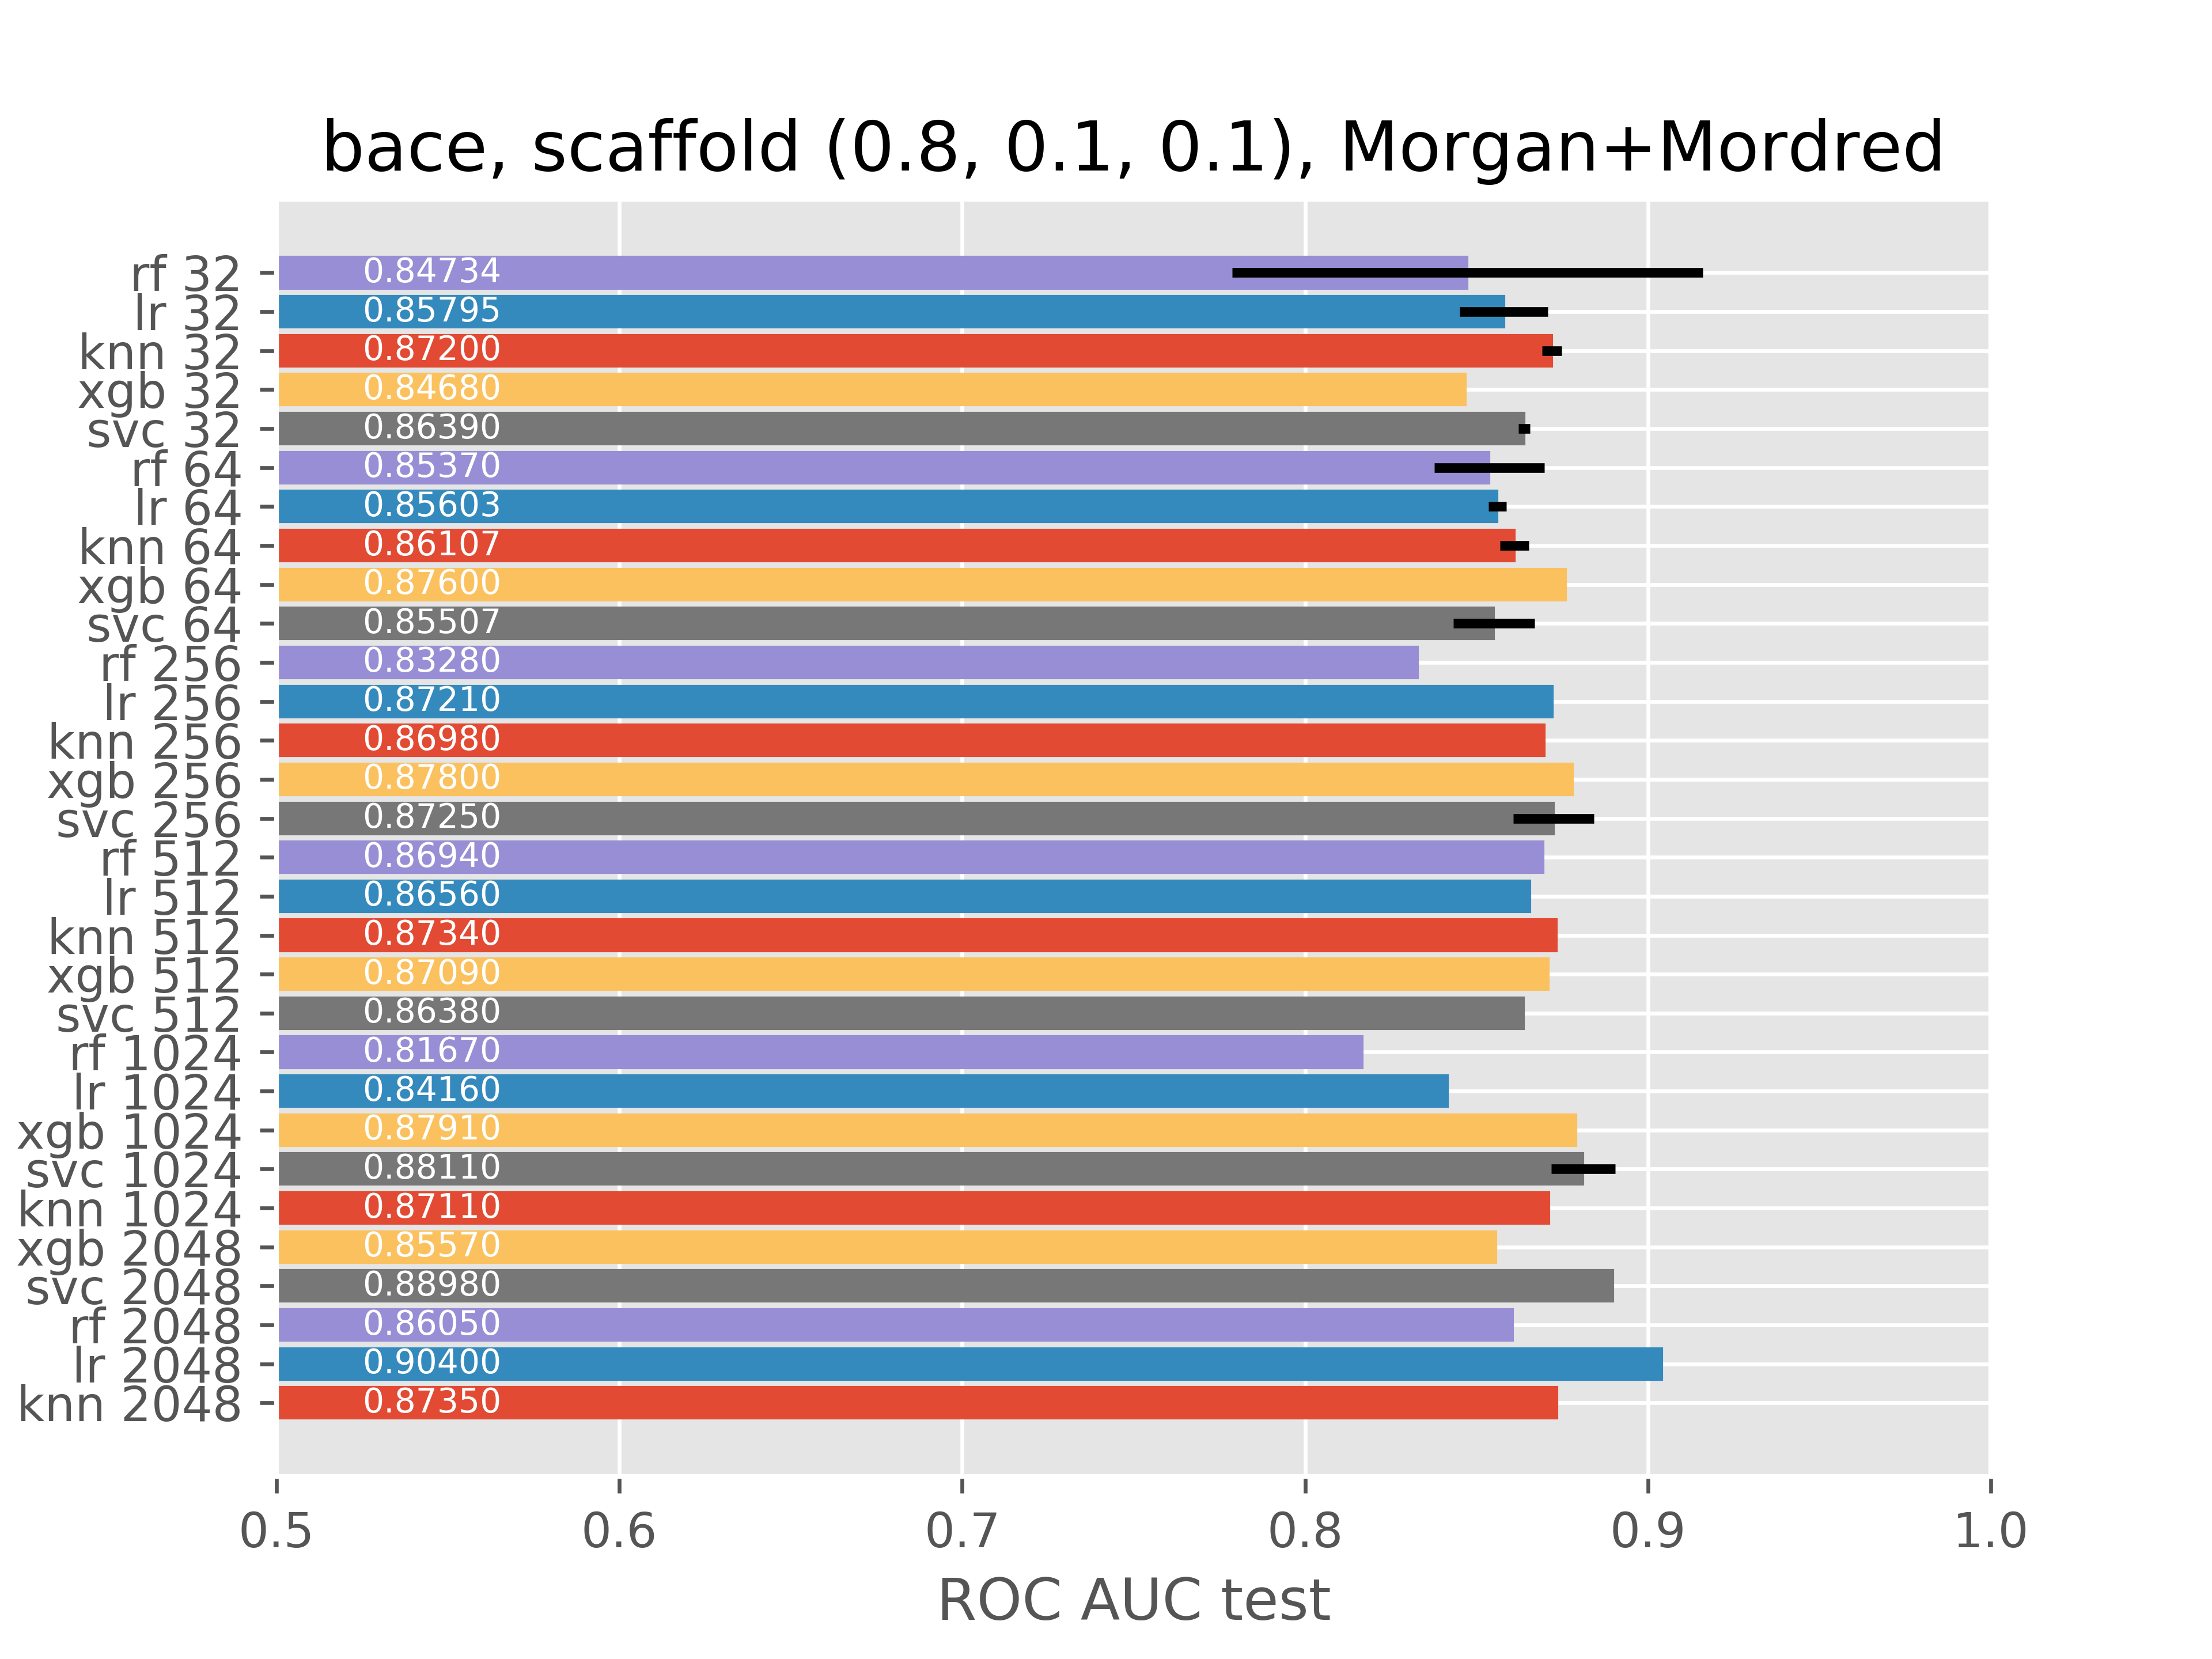 bace, scaffold (0.8, 0.1, 0.1), Morgan+Mordred
rf 32 0.84734
lr 32 0.85795
knn 32 0.87200
xgb 32 0.84680
svc 32 0.86390
rf 64 0.85370
lr 64 0.85603
knn 64 0.86107
xgb 64 0.87600
svc 64 0.85507
rf 256 0.83280
lr 256 0.87210
knn 256 0.86980
xgb 256 0.87800
svc 256 0.87250
rf 512 0.86940
lr 512 0.86560
knn 512 0.87340
xgb 512 0.87090
svc 512 0.86380
rf 1024 0.81670
lr 1024 0.84160
xgb 1024 0.87910
svc 1024 0.88110
knn 1024 0.87110
xgb 2048 0.85570
svc 2048 0.88980
rf 2048 0.86050
lr 2048 0.90400
knn 2048 0.87350
0.5 0.6 0.7 0.8 0.9 1.0
ROC AUC test